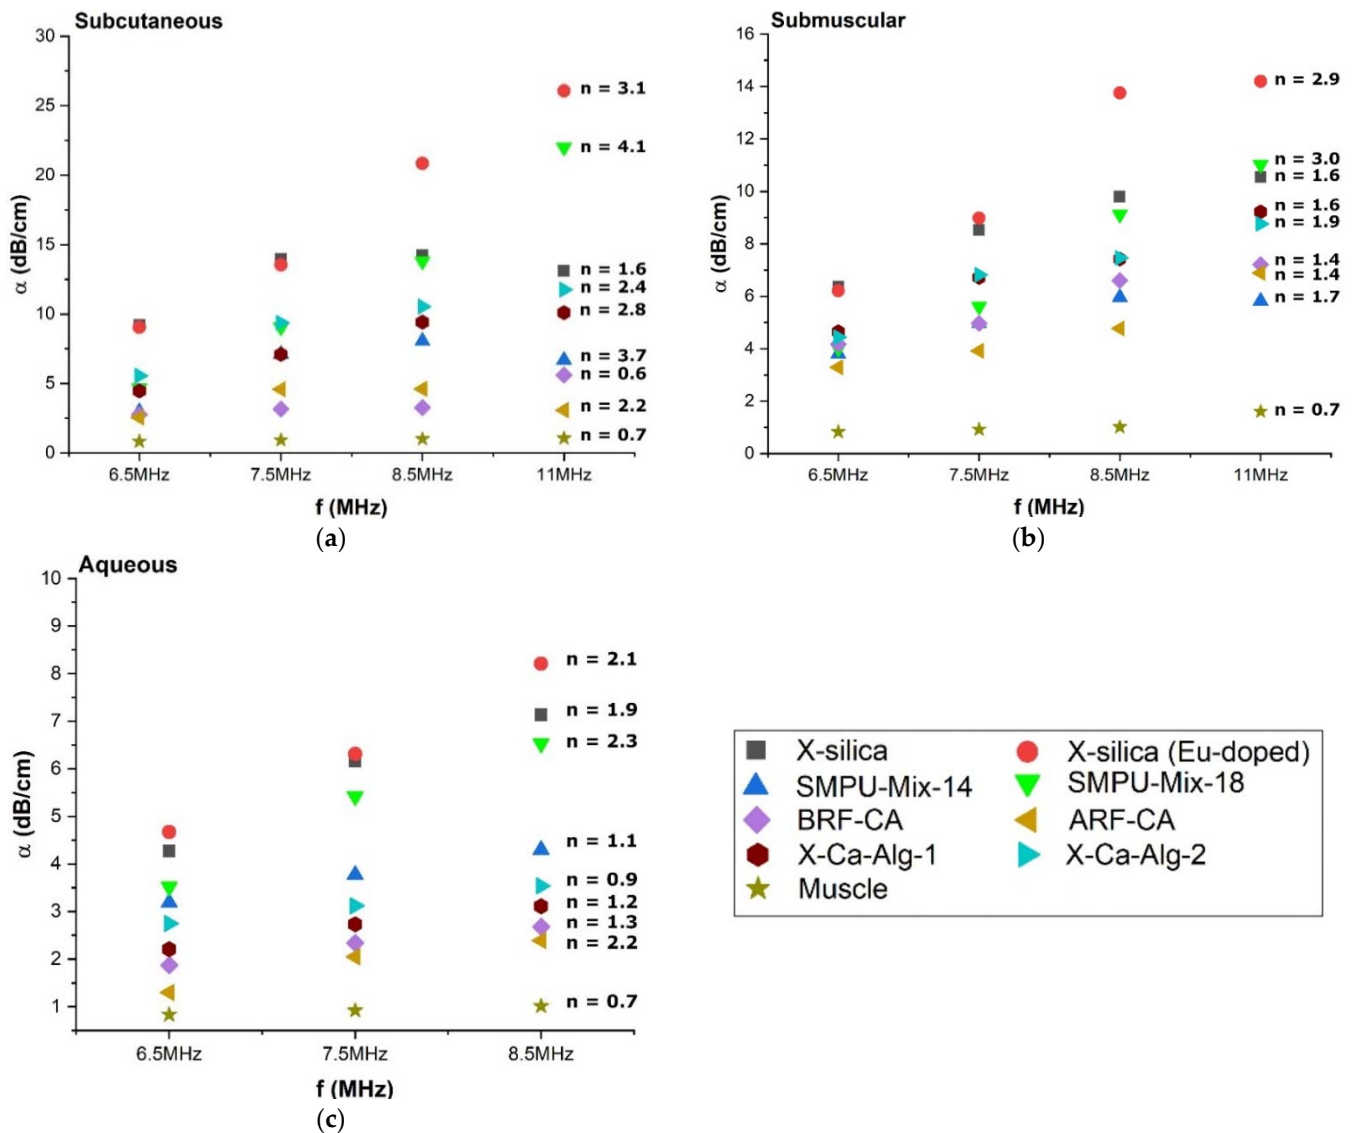 Subcutaneous
30
25
20
15
10
5
0
α (dB/cm)
n = 3.1
n = 4.1
n = 1.6
n = 2.4
n = 2.8
n = 3.7
n = 0.6
n = 2.2
n = 0.7
6.5MHz 7.5MHz 8.5MHz 11MHz
f (MHz)
(a)
Submuscular
16
14
12
10
8
6
4
2
0
α (dB/cm)
n = 2.9
n = 3.0
n = 1.6
n = 1.6
n = 1.9
n = 1.4
n = 1.4
n = 1.7
n = 0.7
6.5MHz 7.5MHz 8.5MHz 11MHz
f (MHz)
(b)
Aqueous
10
9
8
7
6
5
4
3
2
1
α (dB/cm)
n = 2.1
n = 1.9
n = 2.3
n = 1.1
n = 0.9
n = 1.2
n = 1.3
n = 2.2
n = 0.7
6.5MHz 7.5MHz 8.5MHz
f (MHz)
(c)
X-silica X-silica (Eu-doped)
SMPU-Mix-14 SMPU-Mix-18
BRF-CA ARF-CA
X-Ca-Alg-1 X-Ca-Alg-2
Muscle